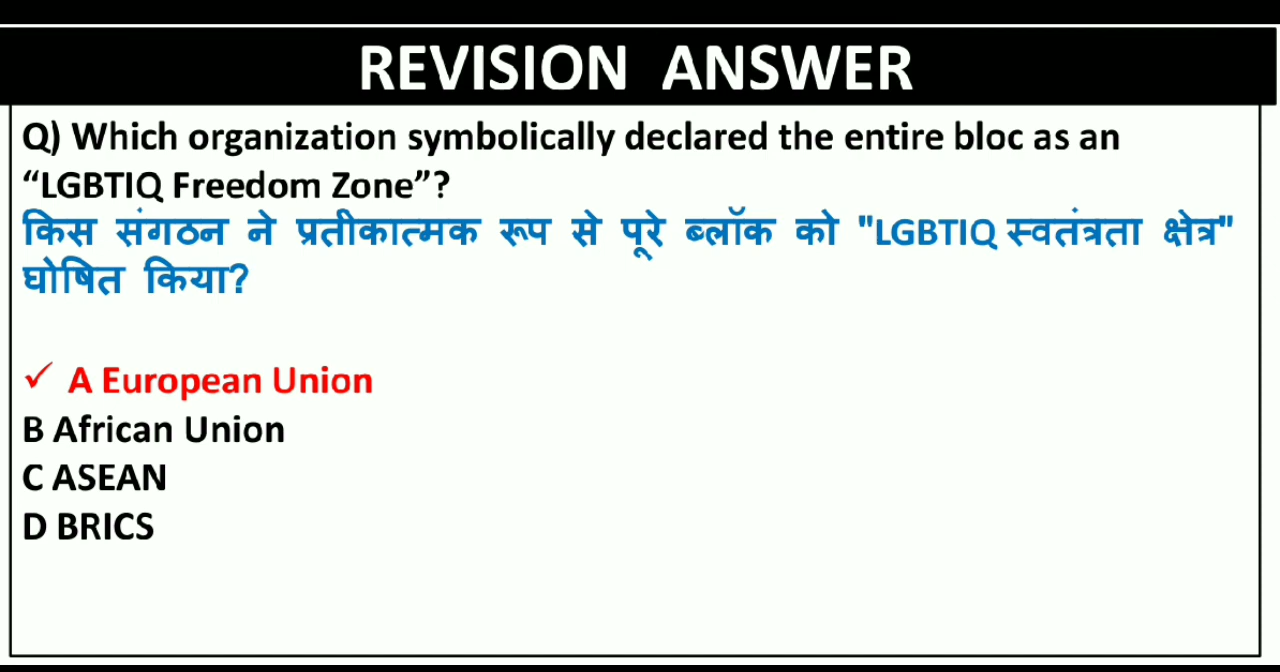 REVISION ANSWER
Q) Which organization symbolically declared the entire bloc as an
“LGBTIQ Freedom Zone”?
किस संगठन ने प्रतीकात्मक रूप से पूरे ब्लॉक को "LGBTIQ स्वतंत्रता क्षेत्र"
घोषित किया?
✓ A European Union
B African Union
C ASEAN
D BRICS